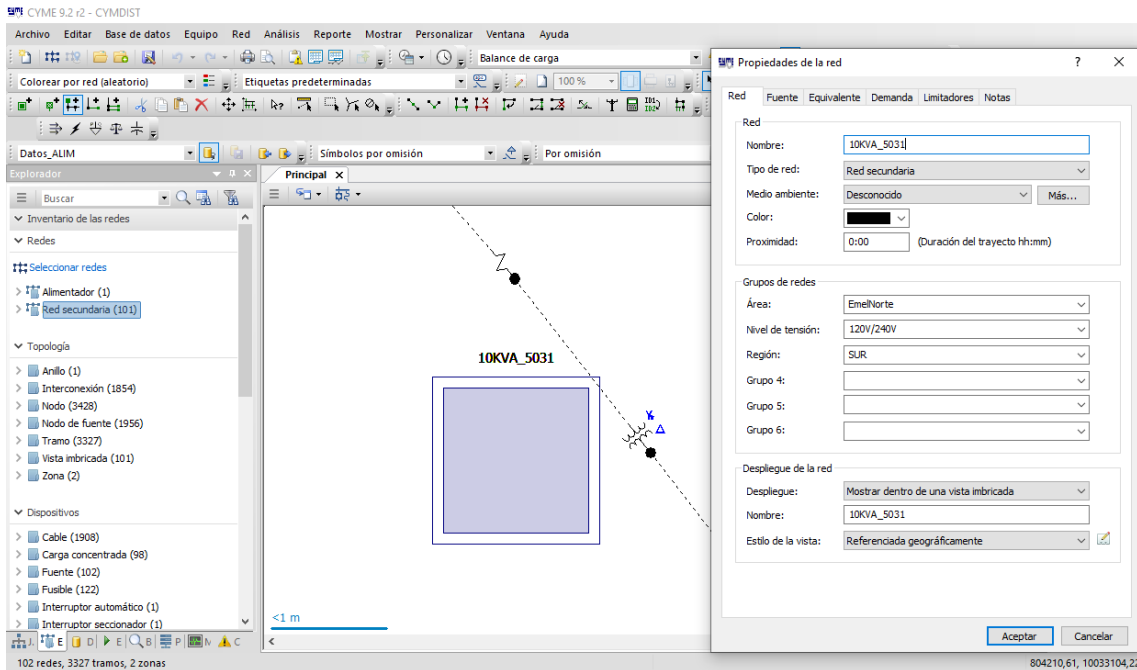 CYME 9.2 r2 - CYMDIST
Archivo Editar Base de datos Equipo Red Análisis Reporte Mostrar Personalizar Ventana Ayuda
Balance de carga
Colorear por red (aleatorio)
Etiquetas predeterminadas
100 %
Datos_ALIM
Símbolos por omisión
Por omisión
Explorador
Buscar
Inventario de las redes
Redes
Seleccionar redes
Alimentador (1)
Red secundaria (101)
Topología
Anillo (1)
Interconexión (1854)
Nodo (3428)
Nodo de fuente (1956)
Tramo (3327)
Vista imbricada (101)
Zona (2)
Dispositivos
Cable (1908)
Carga concentrada (98)
Fuente (102)
Fusible (122)
Interruptor automático (1)
Interruptor seccionador (1)
J. E D E B P M C
102 redes, 3327 tramos, 2 zonas
Principal X
10KVA_5031
<1 m
Propiedades de la red
Red Fuente Equivalente Demanda Limitadores Notas
Red
Nombre: 10KVA_5031
Tipo de red: Red secundaria
Medio ambiente: Desconocido Más...
Color:
Proximidad: 0:00 (Duración del trayecto hh:mm)
Grupos de redes
Área: EmelNorte
Nivel de tensión: 120V/240V
Región: SUR
Grupo 4:
Grupo 5:
Grupo 6:
Despliegue de la red
Despliegue: Mostrar dentro de una vista imbricada
Nombre: 10KVA_5031
Estilo de la vista: Referenciada geográficamente
Aceptar Cancelar